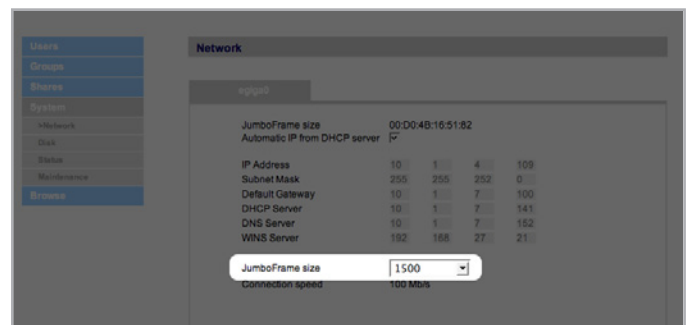 Users
Groups
Shares
System
>Network
Disk
Status
Maintenence
Browse
Network
egiga0
JumboFrame size 00:D0:4B:16:51:82
Automatic IP from DHCP server
IP Address 10 1 4 109
Subnet Mask 255 255 252 0
Default Gateway 10 1 7 100
DHCP Server 10 1 7 141
DNS Server 10 1 7 152
WINS Server 192 168 27 21
JumboFrame size 1500
Connection speed 100 Mb/s